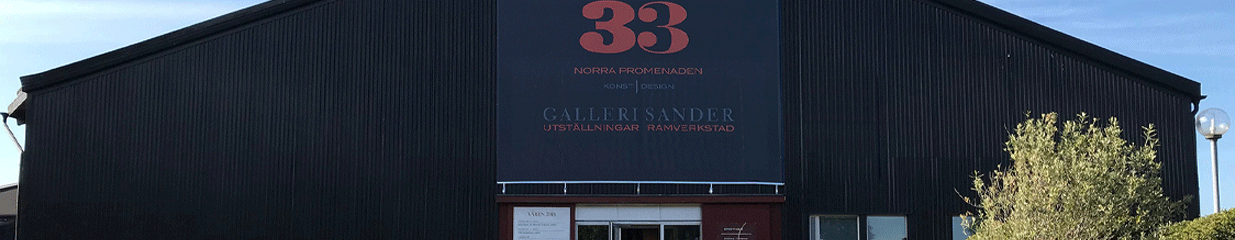 33
NORRA PROMENADEN
KONST | DESIGN
GALLERI SANDER
UTSTÄLLNINGAR RAMVERKSTAD